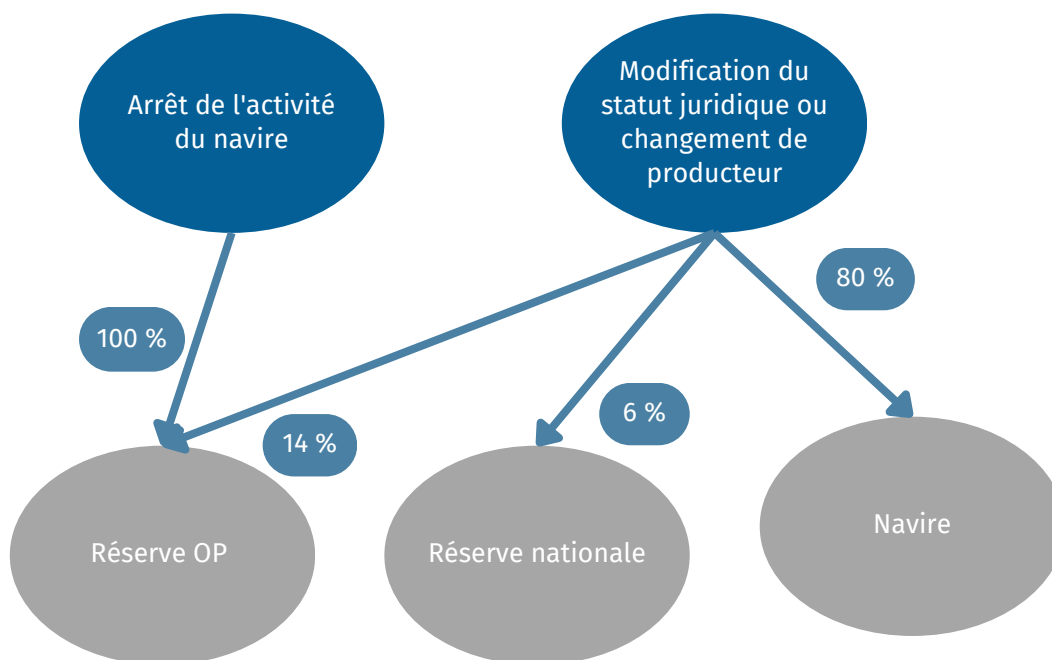 Arrêt de l'activité
du navire
Modification du
statut juridique ou
changement de
producteur
80 %
100 %
14 %
6 %
Réserve OP
Réserve nationale
Navire